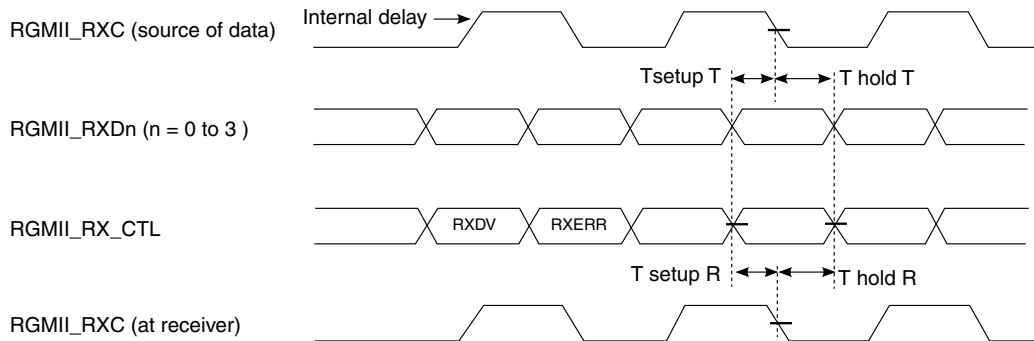 RGMII_RXC (source of data)
Internal delay
Tsetup T
T hold T
RGMII_RXDn (n = 0 to 3 )
RGMII_RX_CTL
RXDV
RXERR
T setup R
T hold R
RGMII_RXC (at receiver)